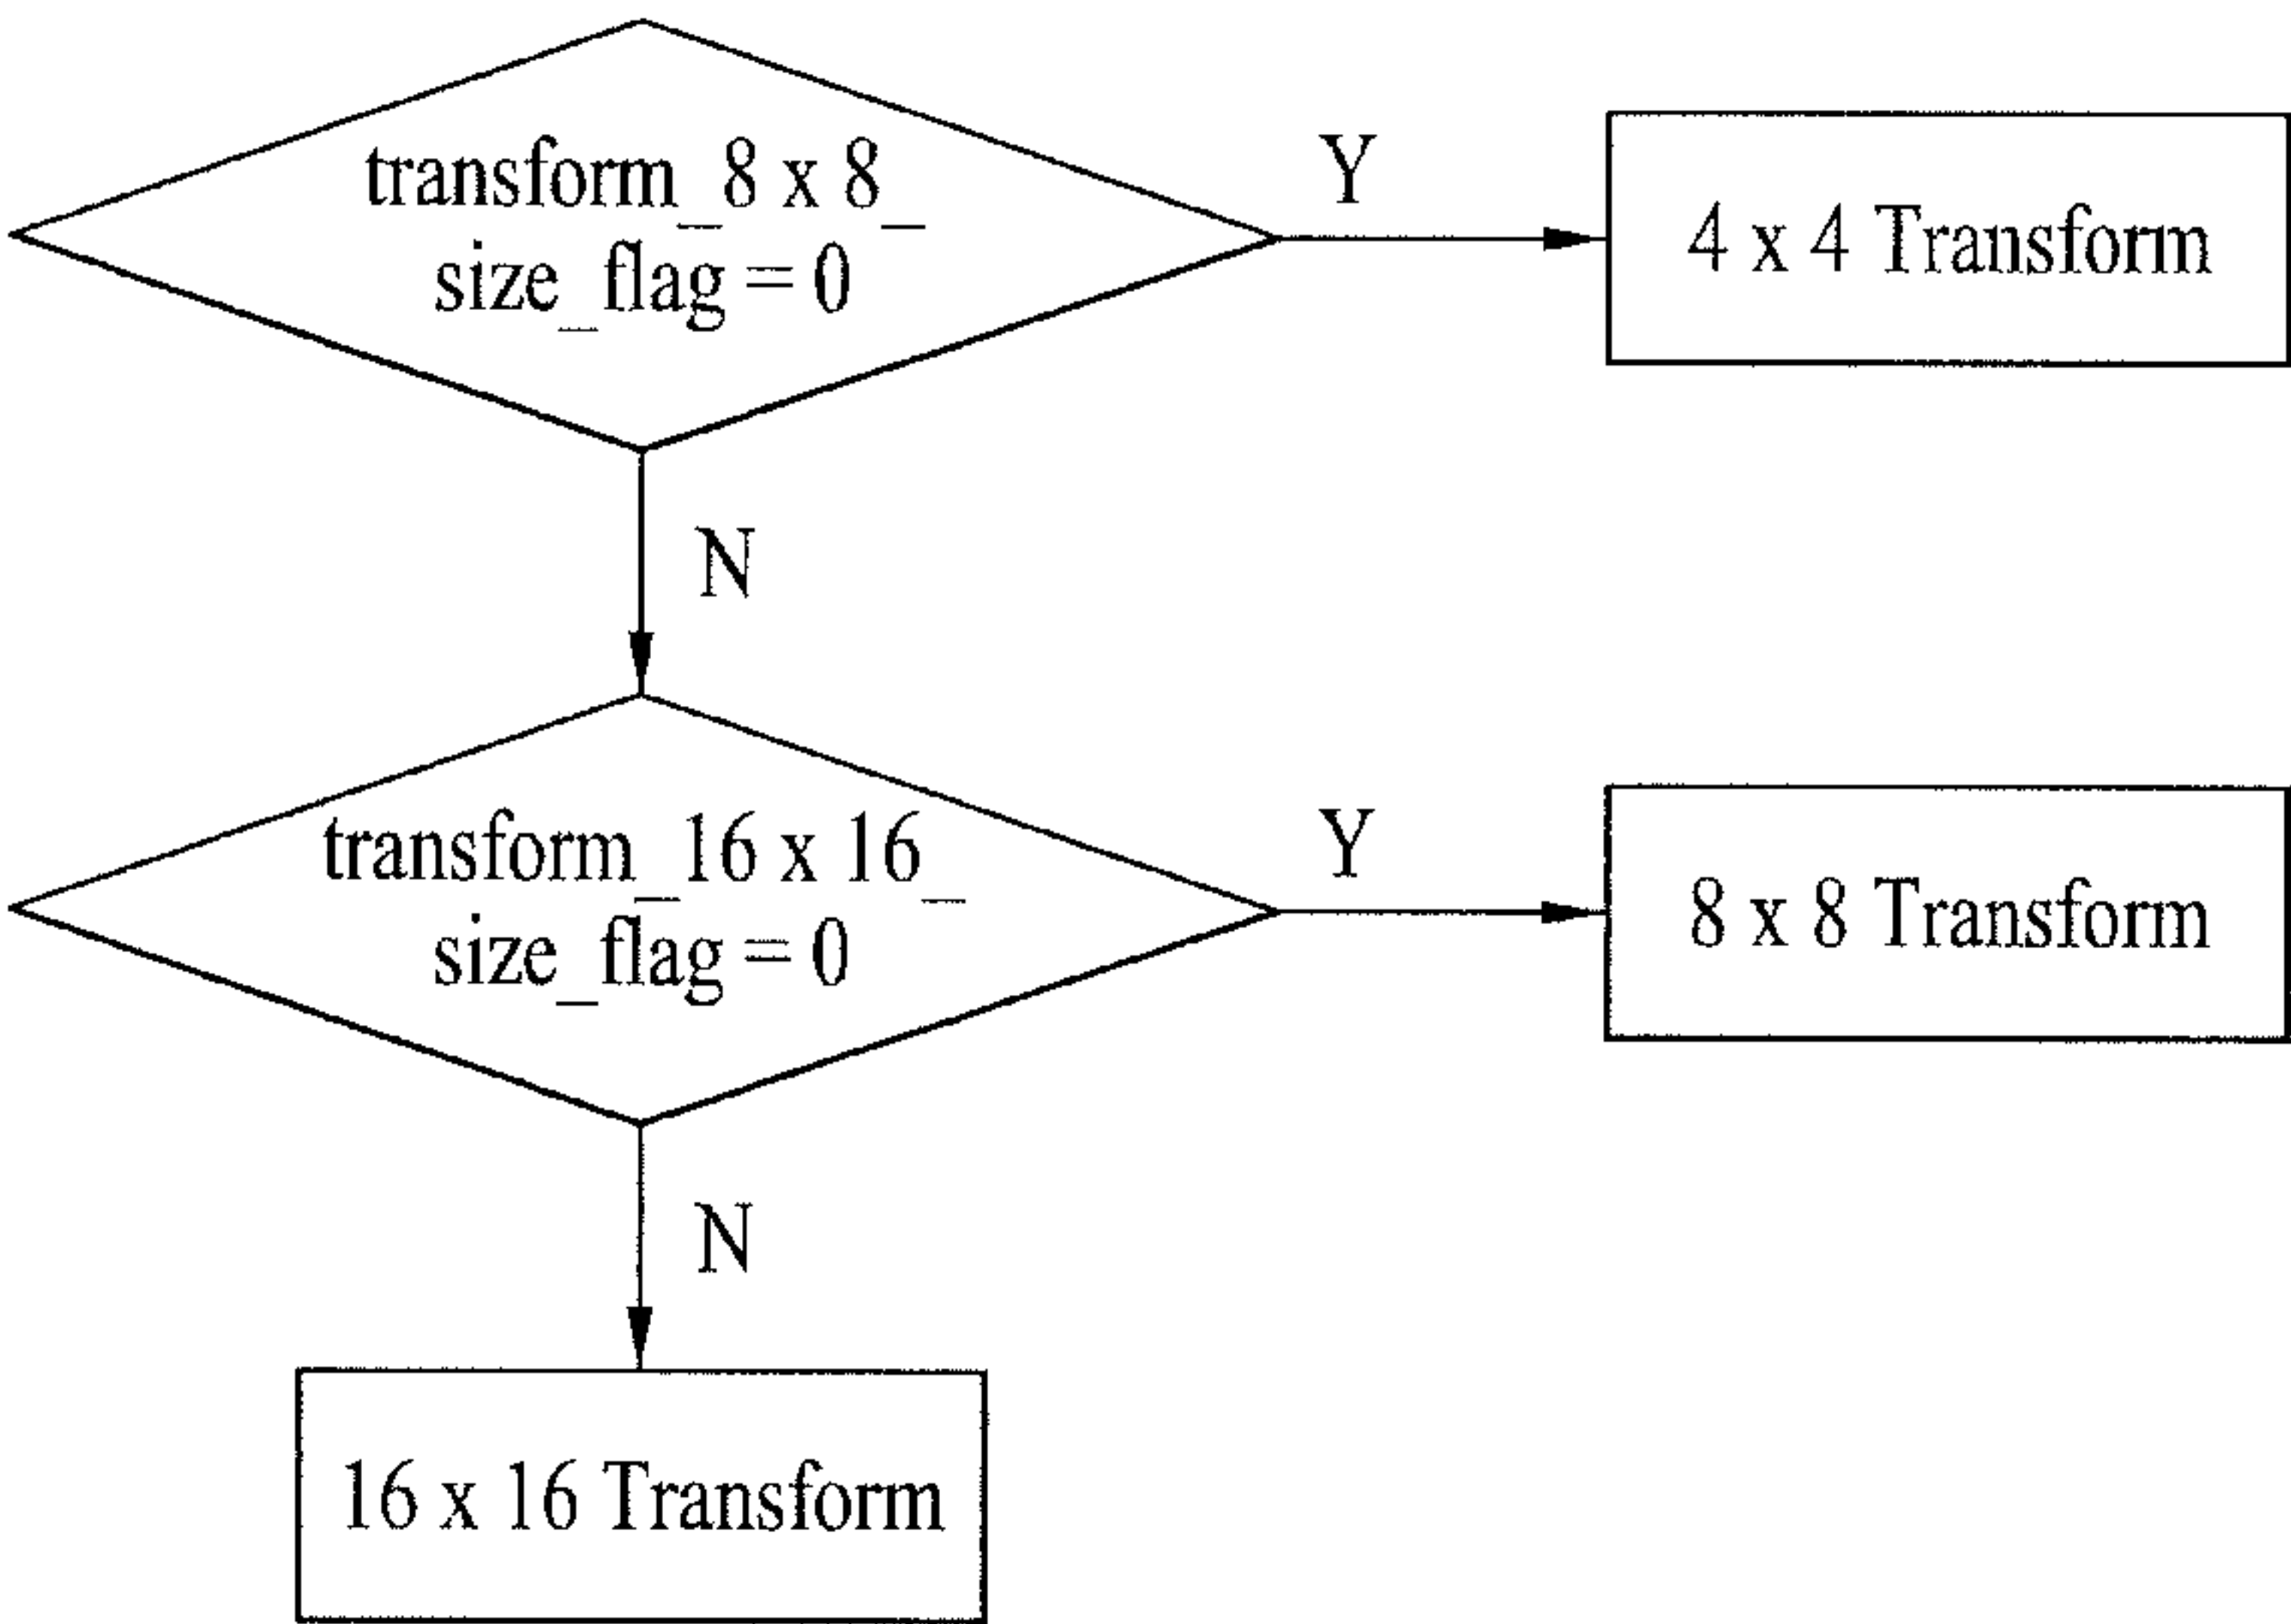 transform_8 x 8_
size_flag = 0
Y
4 x 4 Transform
N
transform_16 x 16_
size_flag = 0
Y
8 x 8 Transform
N
16 x 16 Transform